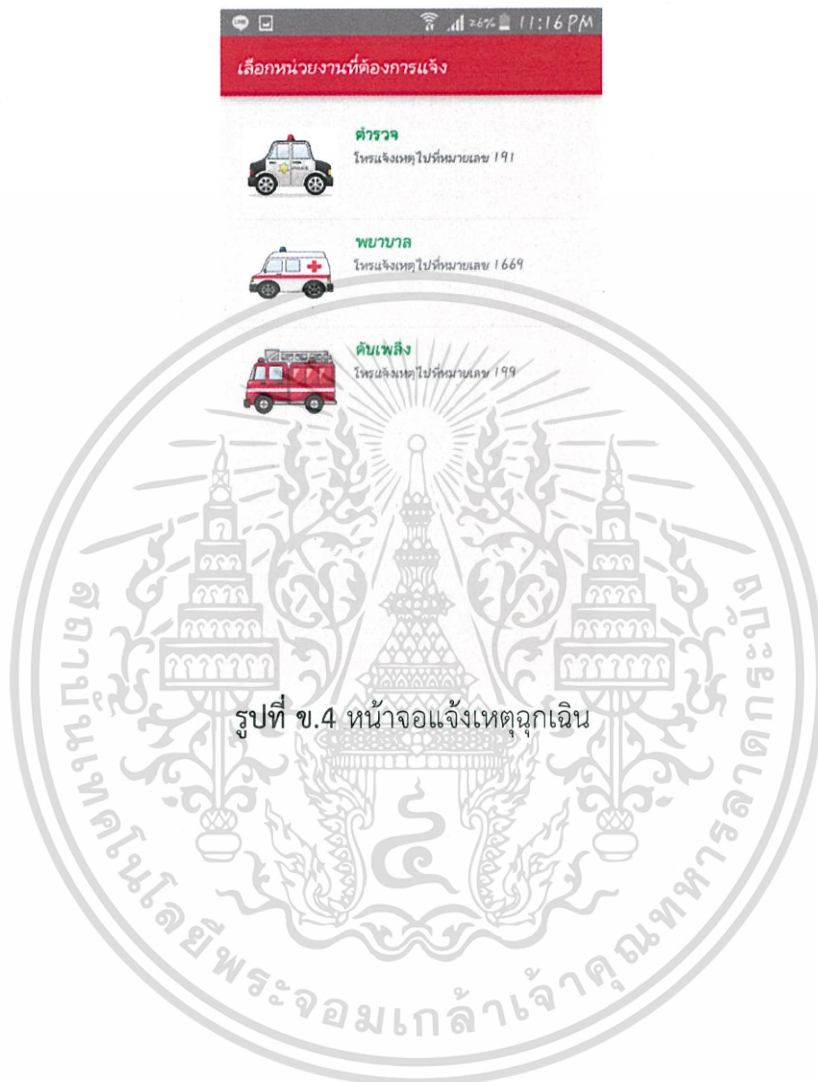 26% 11:16 PM
เลือกหน่วยงานที่ต้องการแจ้ง
ตำรวจ
โทรแจ้งเหตุไปที่หมายเลข 191
พยาบาล
โทรแจ้งเหตุไปที่หมายเลข 1669
ดับเพลิง
โทรแจ้งเหตุไปที่หมายเลข 199
รูปที่ ข.4 หน้าจอแจ้งเหตุฉุกเฉิน
สถาบันเทคโนโลยีพระจอมเกล้าเจ้าคุณทหารลาดกระบัง